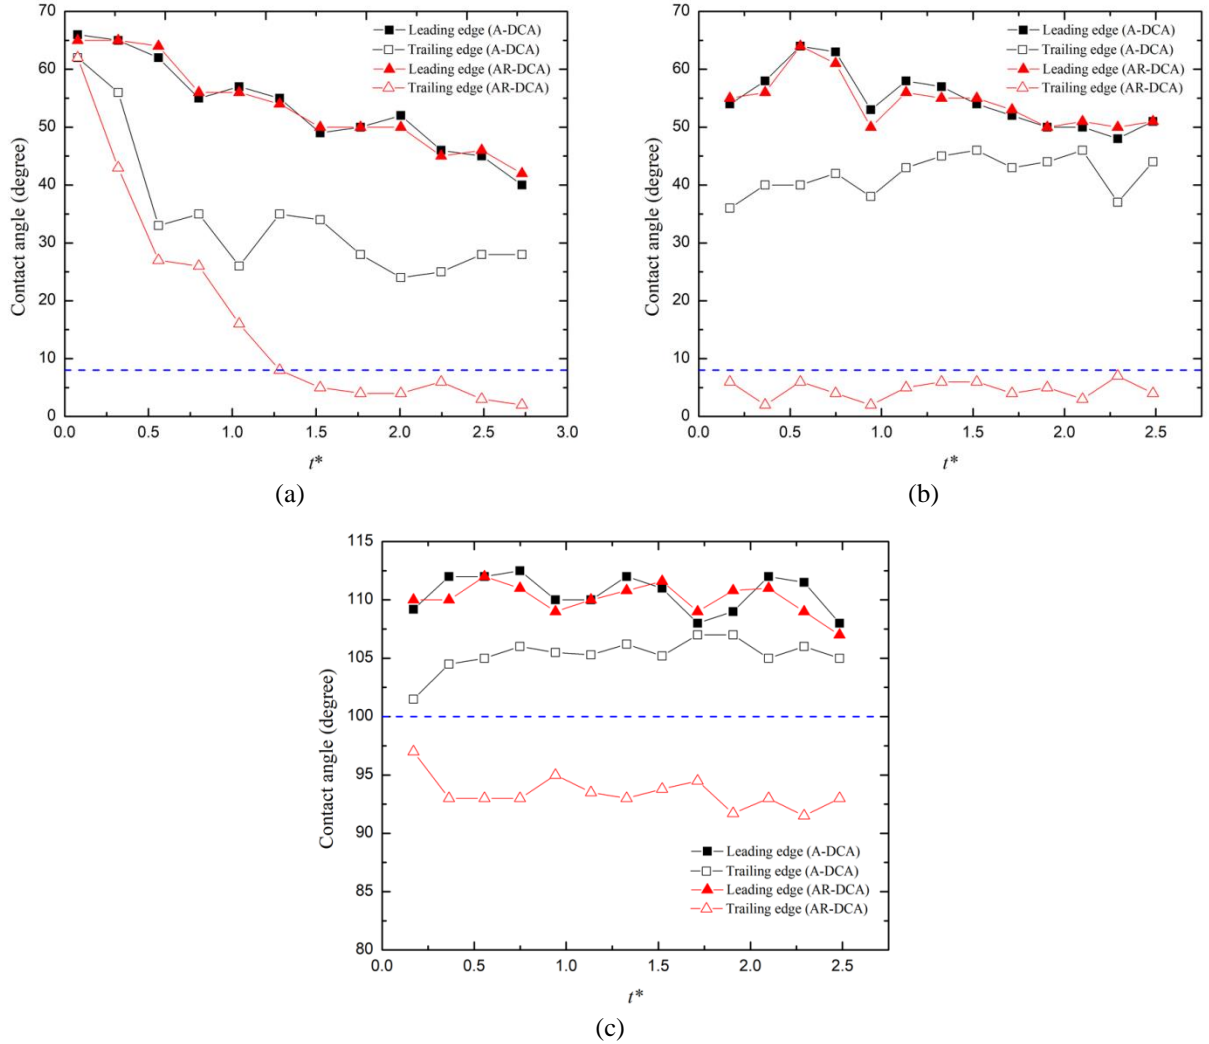 70
60
50
40
30
20
10
0
Contact angle (degree)
0.0 0.5 1.0 1.5 2.0 2.5 3.0
t*
Leading edge (A-DCA)
Trailing edge (A-DCA)
Leading edge (AR-DCA)
Trailing edge (AR-DCA)
(a)
70
60
50
40
30
20
10
0
Contact angle (degree)
0.0 0.5 1.0 1.5 2.0 2.5
t*
Leading edge (A-DCA)
Trailing edge (A-DCA)
Leading edge (AR-DCA)
Trailing edge (AR-DCA)
(b)
115
110
105
100
95
90
85
80
Contact angle (degree)
0.0 0.5 1.0 1.5 2.0 2.5
t*
Leading edge (A-DCA)
Trailing edge (A-DCA)
Leading edge (AR-DCA)
Trailing edge (AR-DCA)
(c)